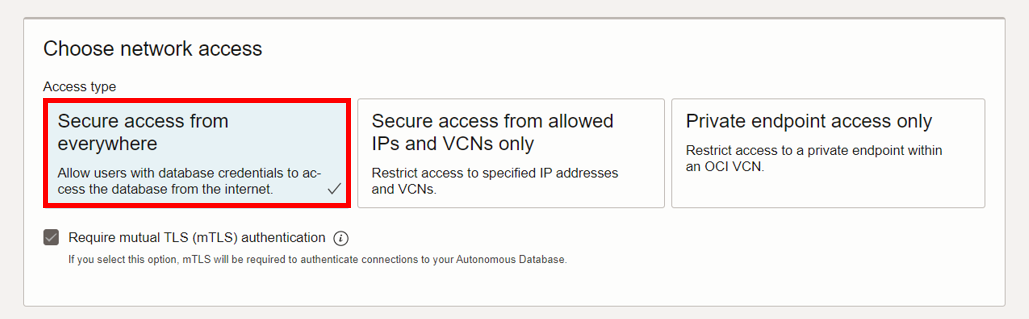 Choose network access
Access type
Secure access from
everywhere
Allow users with database credentials to ac-
cess the database from the internet.
Secure access from allowed
IPs and VCNs only
Restrict access to specified IP addresses
and VCNs.
Private endpoint access only
Restrict access to a private endpoint within
an OCI VCN.
Require mutual TLS (mTLS) authentication
If you select this option, mTLS will be required to authenticate connections to your Autonomous Database.